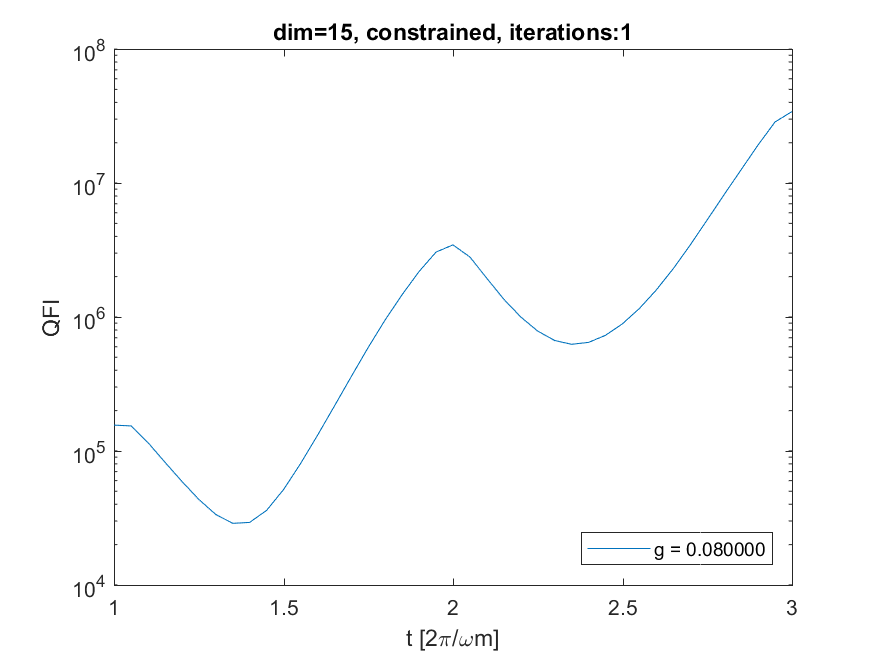 dim=15, constrained, iterations:1
10^8
10^7
10^6
10^5
10^4
QFI
1
1.5
2
2.5
3
t [2π/ωm]
g = 0.080000